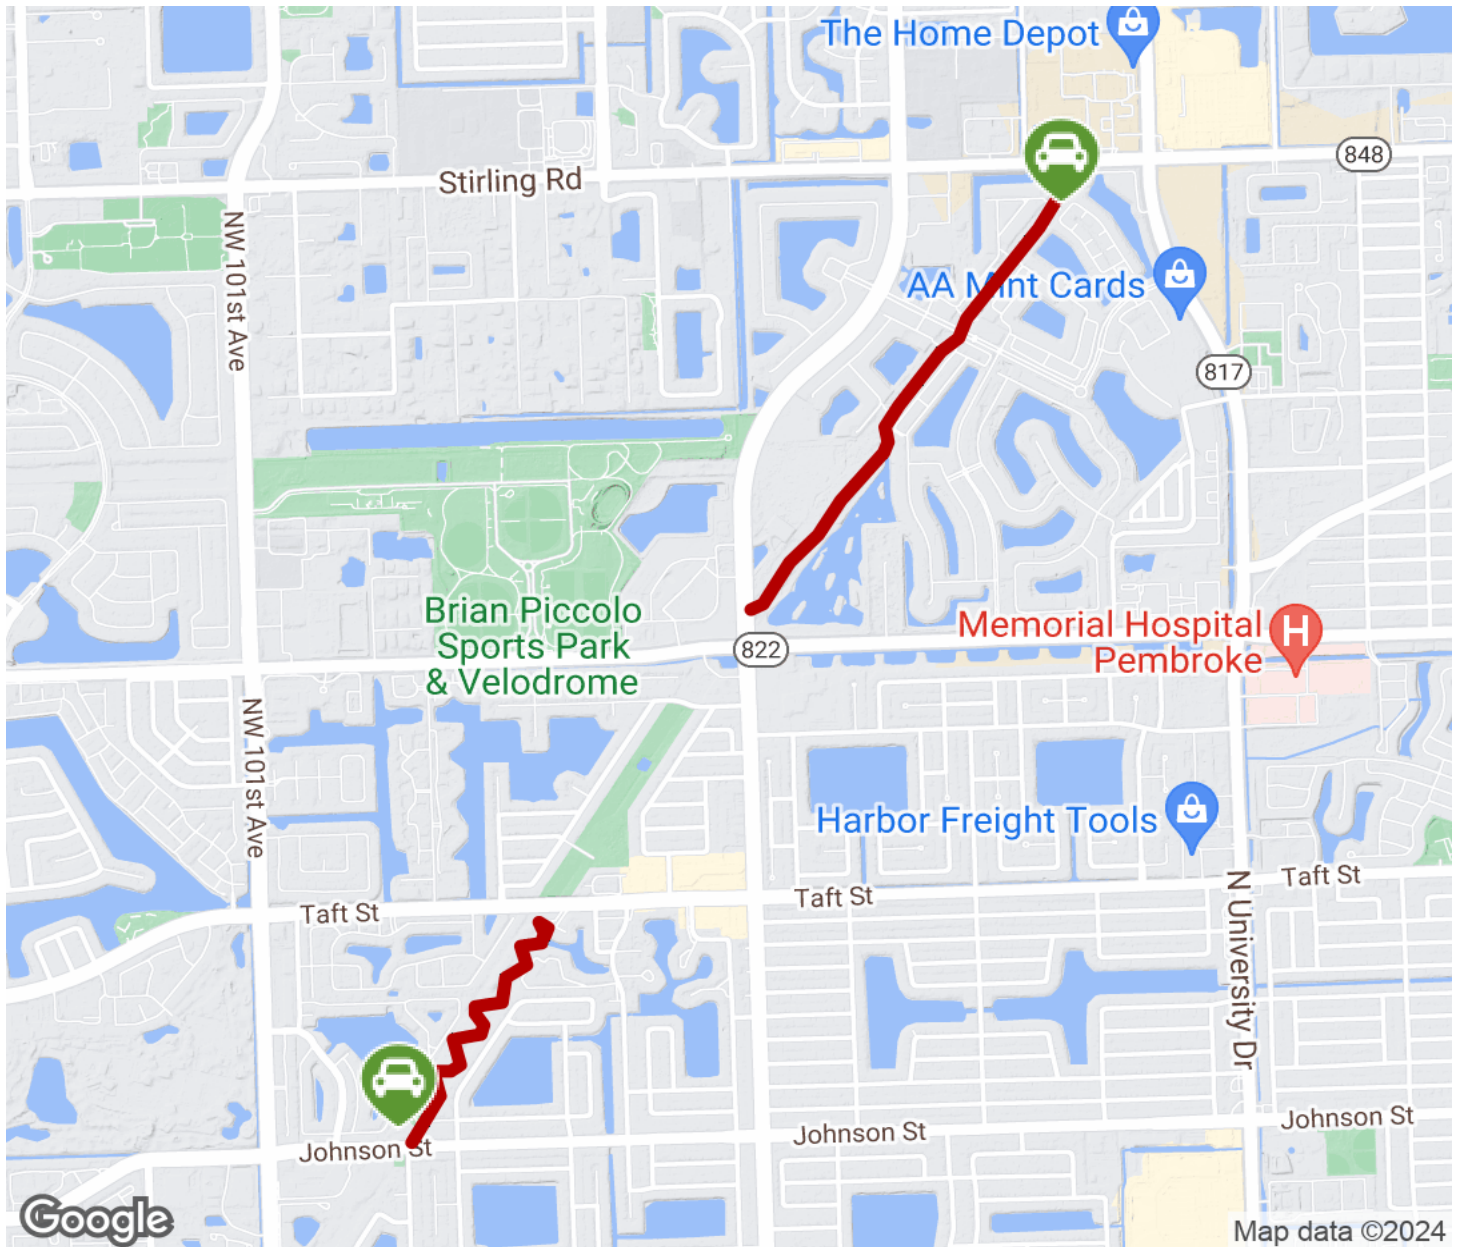 The Home Depot
848
Stirling Rd
NW 101st Ave
AA Mint Cards
817
Brian Piccolo
Sports Park
& Velodrome
822
Memorial Hospital
Pembroke
H
NW 101st Ave
Harbor Freight Tools
Taft St
Taft St
Taft St
N University Dr
Johnson St
Johnson St
Johnson St
Google
Map data ©2024